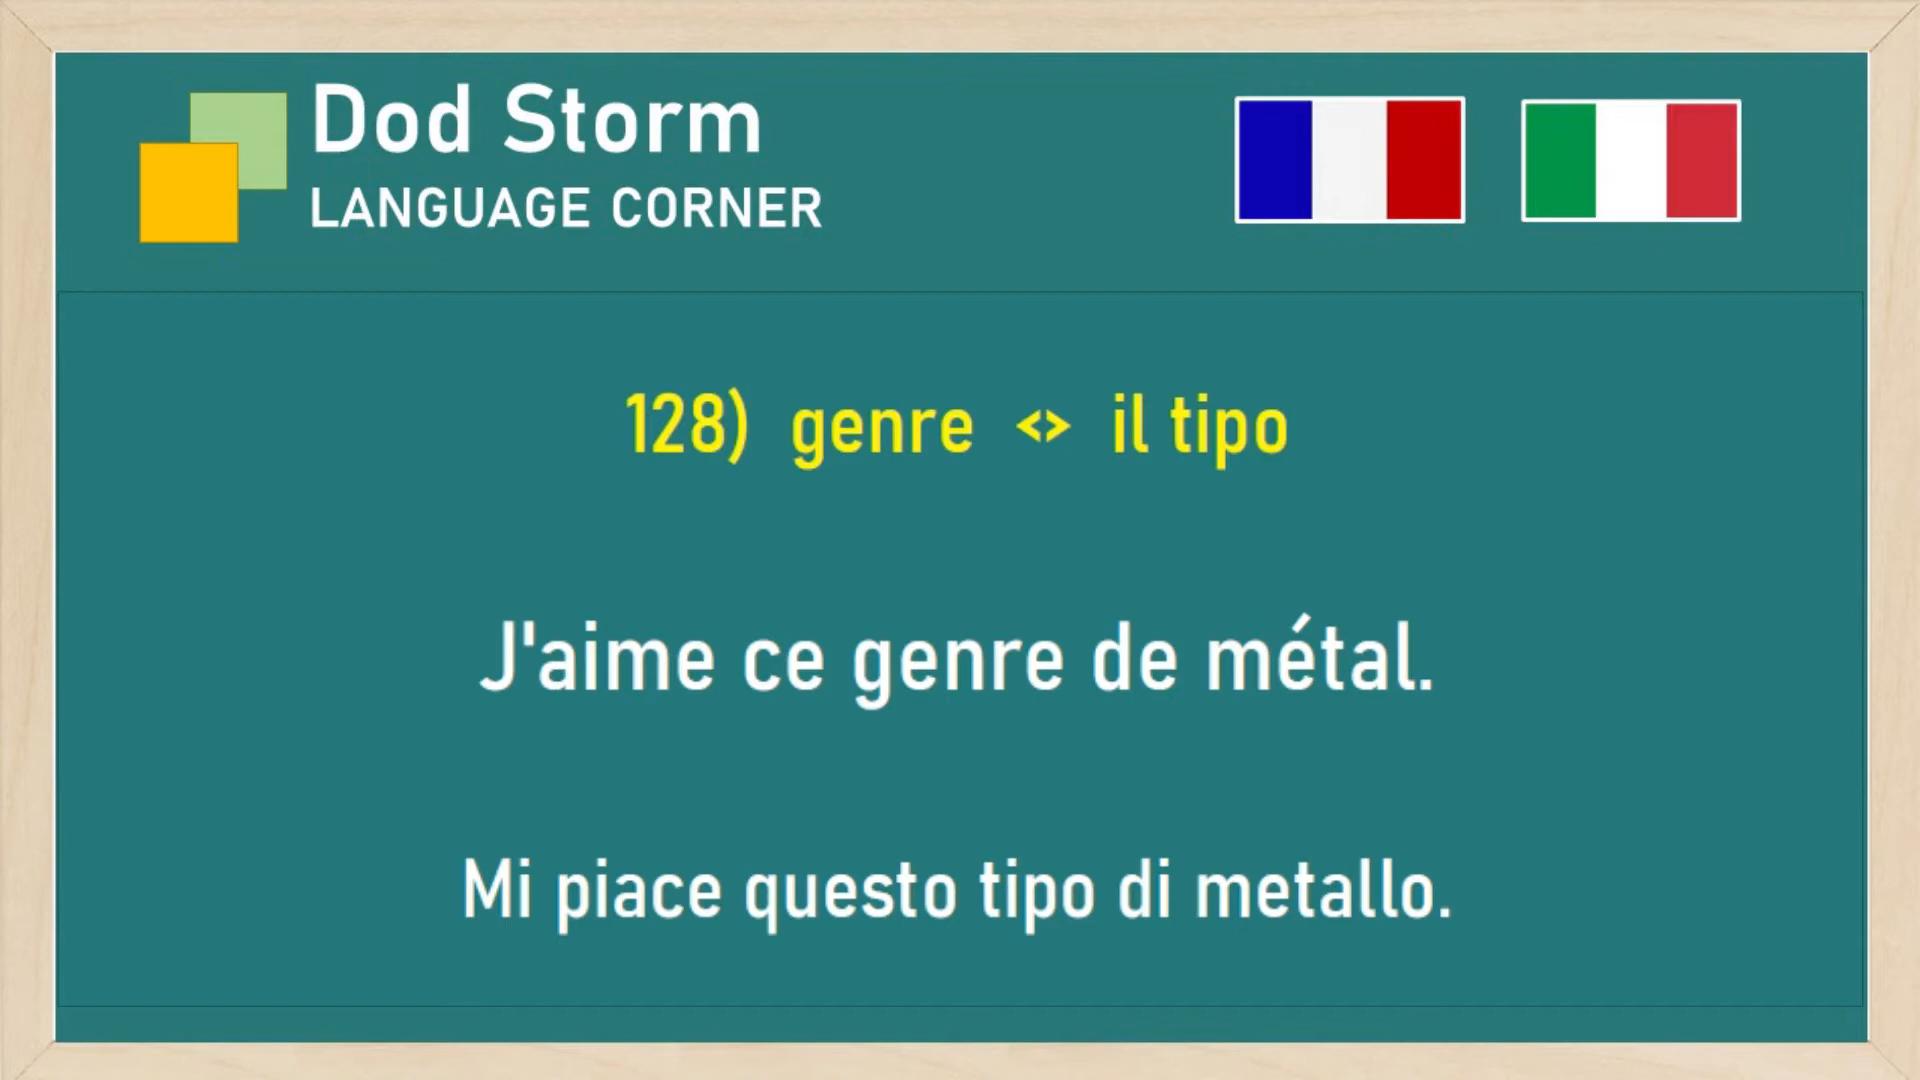 Dod Storm
LANGUAGE CORNER
128) genre <> il tipo
J'aime ce genre de métal.
Mi piace questo tipo di metallo.